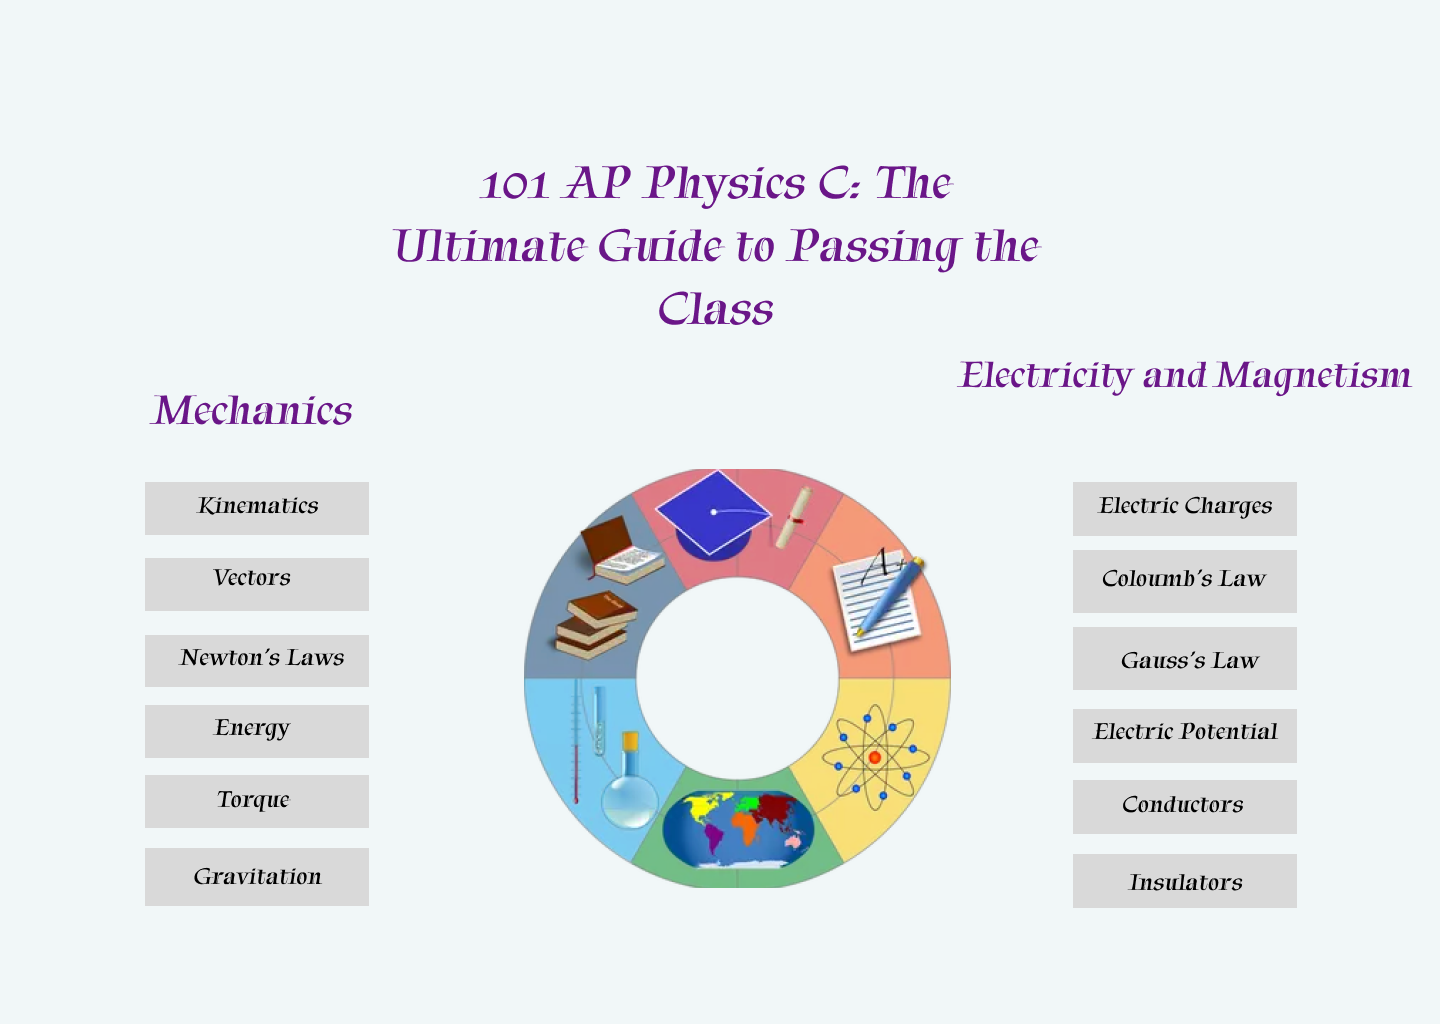 101 AP Physics C: The
Ultimate Guide to Passing the
Class
Mechanics
Kinematics
Vectors
Newton's Laws
Energy
Torque
Gravitation
Electricity and Magnetism
Electric Charges
Coloumb's Law
Gauss's Law
Electric Potential
Conductors
Insulators
A+